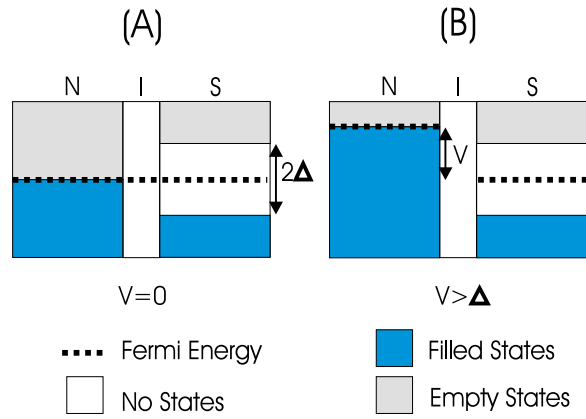 (A) (B)
N I S N I S
2Δ V
V=0 V>Δ
Fermi Energy Filled States
No States Empty States